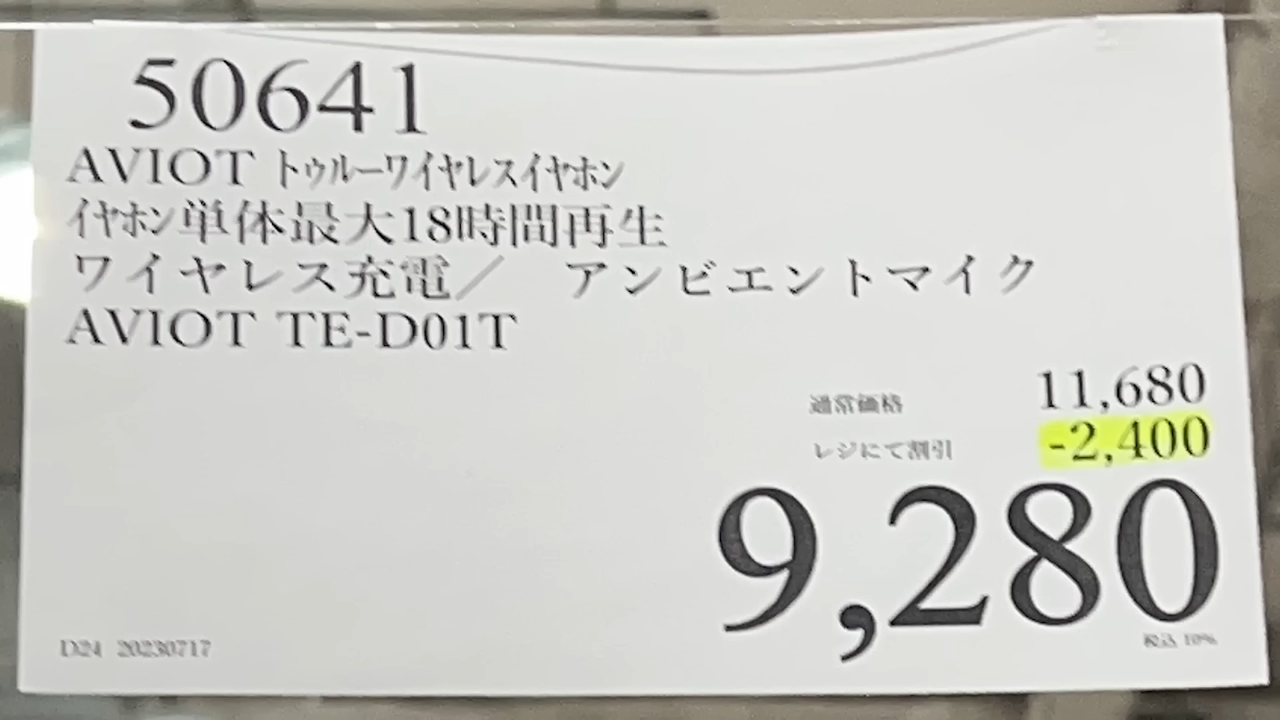 50641
AVIOT ﾄｩﾙｰﾜｲﾔﾚｽｲﾔﾎﾝ
ｲﾔﾎﾝ単体最大18時間再生
ワイヤレス充電／　アンビエントマイク
AVIOT TE-D01T
通常価格 11,680
レジにて割引 -2,400
9,280
税込 10%
D24 20230717